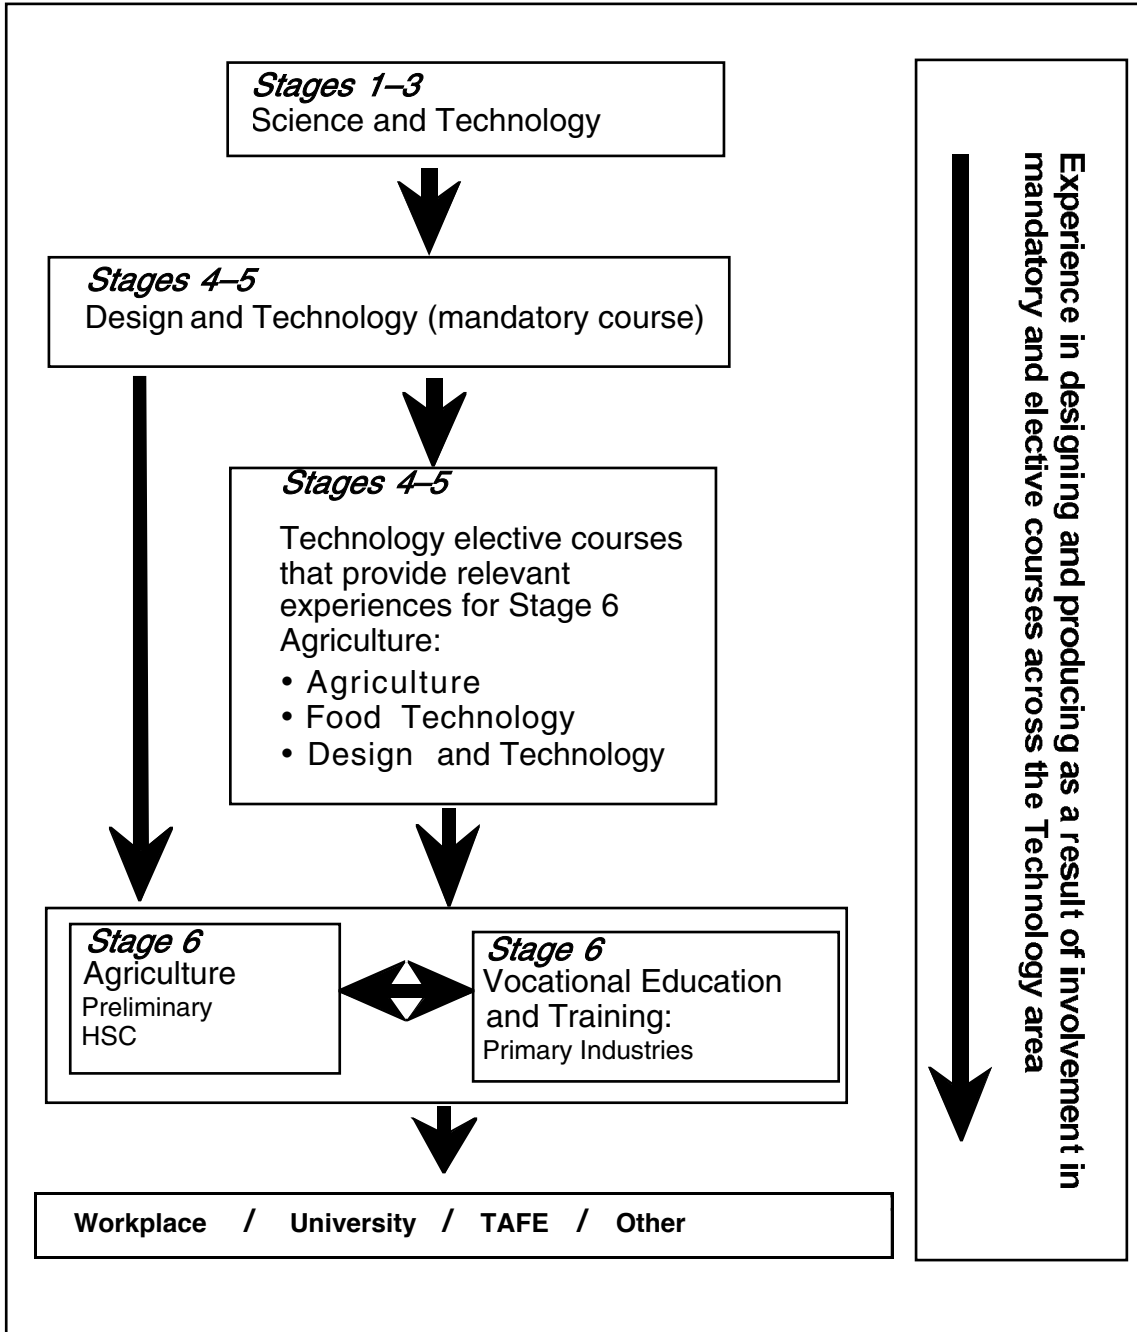 Stages 1–3
Science and Technology
Stages 4–5
Design and Technology (mandatory course)
Stages 4–5
Technology elective courses
that provide relevant
experiences for Stage 6
Agriculture:
• Agriculture
• Food Technology
• Design and Technology
Stage 6
Agriculture
Preliminary
HSC
Stage 6
Vocational Education
and Training:
Primary Industries
Workplace / University / TAFE / Other
Experience in designing and producing as a result of involvement in
mandatory and elective courses across the Technology area